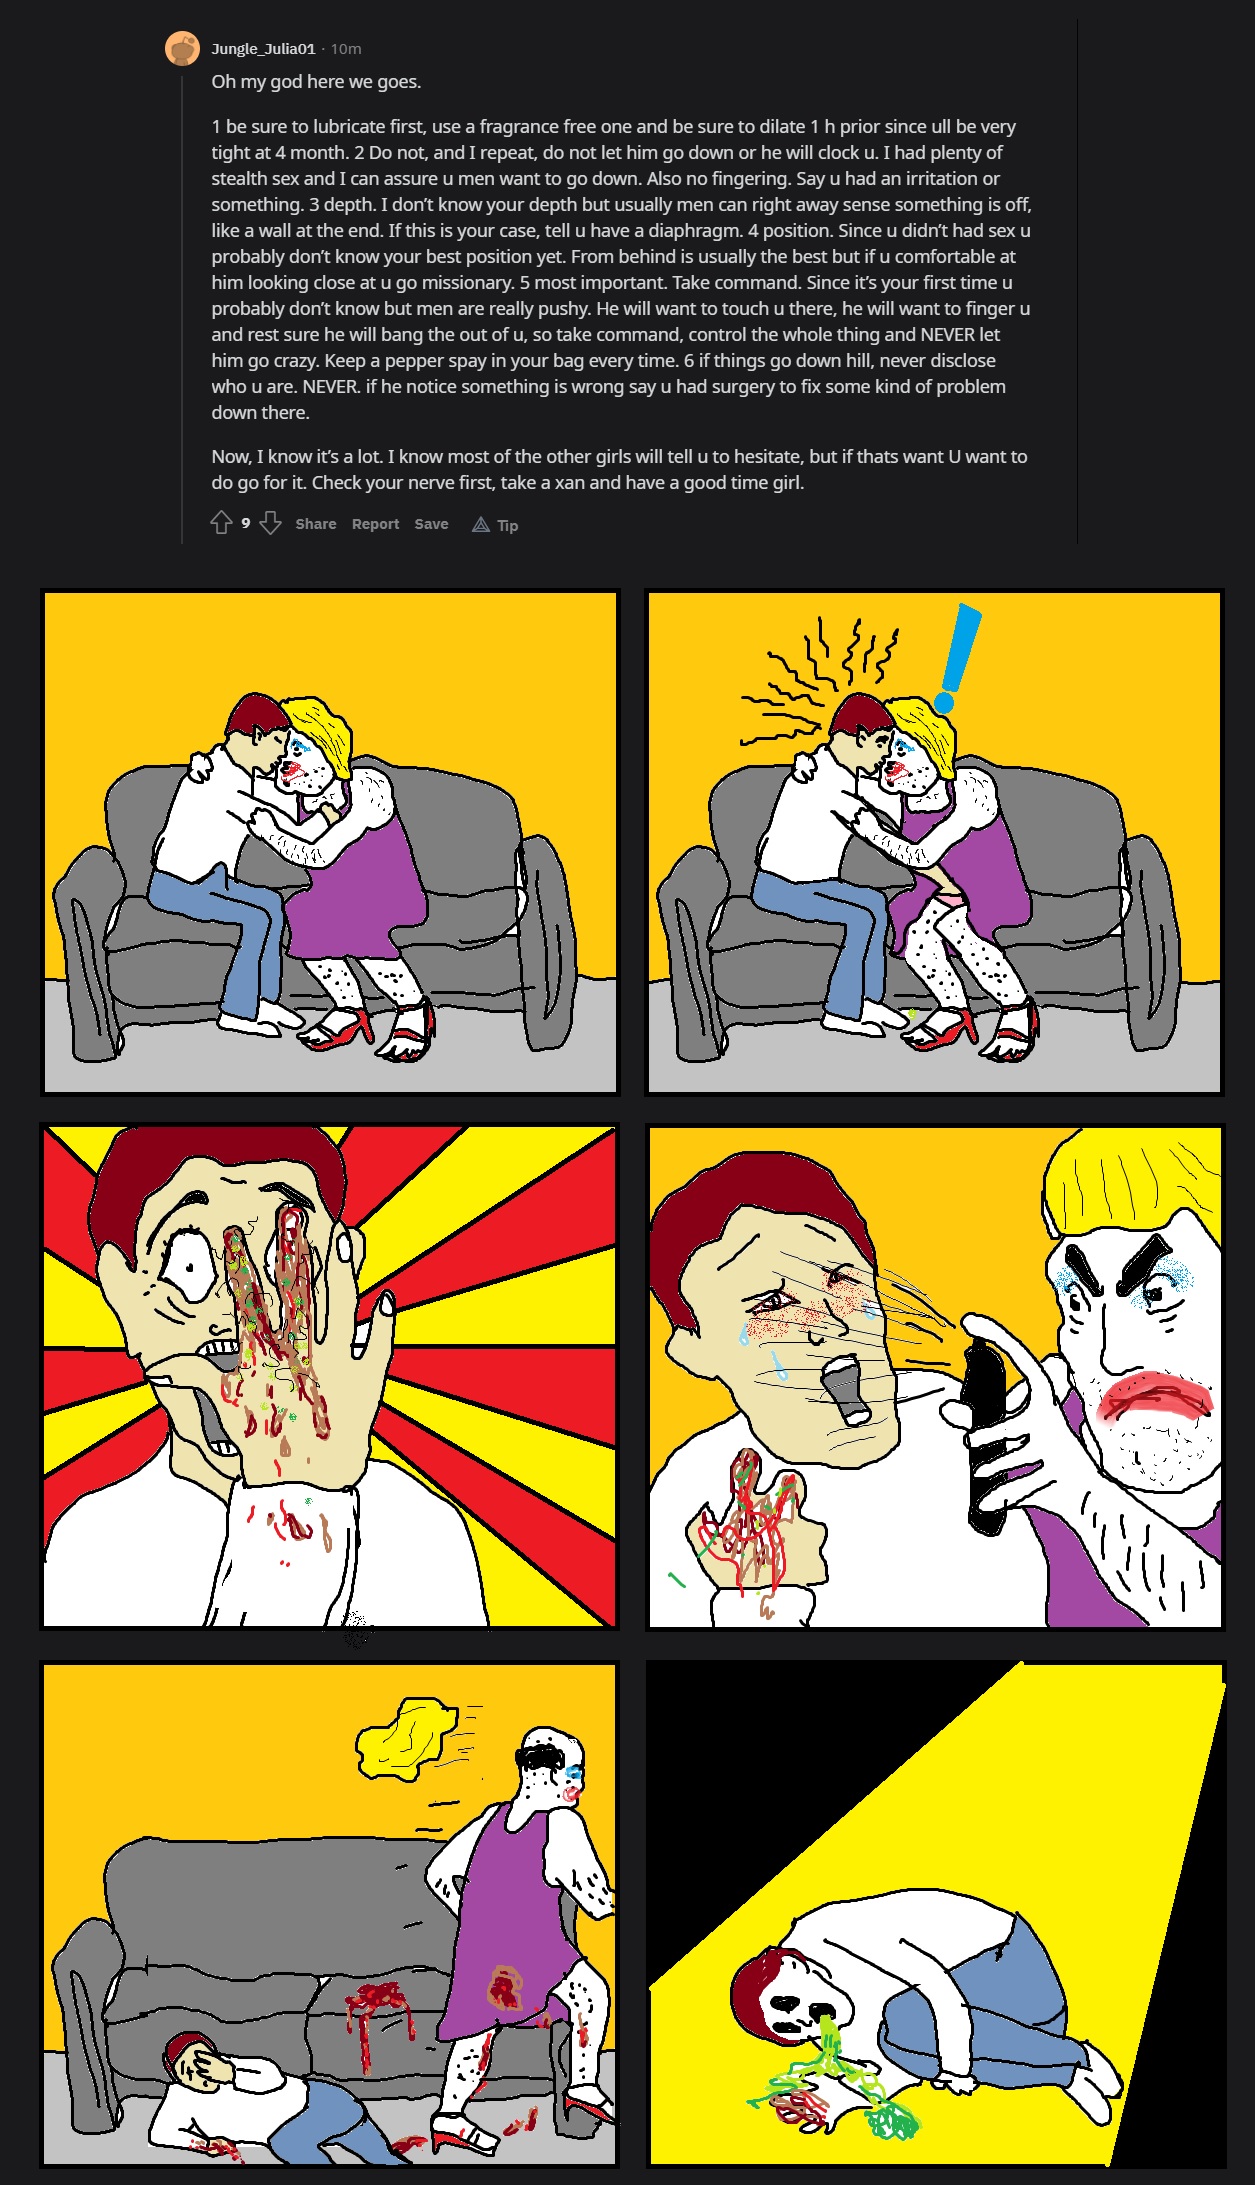 Jungle_Julia01 · 10m
Oh my god here we goes.
1 be sure to lubricate first, use a fragrance free one and be sure to dilate 1 h prior since ull be very
tight at 4 month. 2 Do not, and I repeat, do not let him go down or he will clock u. I had plenty of
stealth sex and I can assure u men want to go down. Also no fingering. Say u had an irritation or
something. 3 depth. I don’t know your depth but usually men can right away sense something is off,
like a wall at the end. If this is your case, tell u have a diaphragm. 4 position. Since u didn’t had sex u
probably don’t know your best position yet. From behind is usually the best but if u comfortable at
him looking close at u go missionary. 5 most important. Take command. Since it’s your first time u
probably don’t know but men are really pushy. He will want to touch u there, he will want to finger u
and rest sure he will bang the out of u, so take command, control the whole thing and NEVER let
him go crazy. Keep a pepper spay in your bag every time. 6 if things go down hill, never disclose
who u are. NEVER. if he notice something is wrong say u had surgery to fix some kind of problem
down there.
Now, I know it’s a lot. I know most of the other girls will tell u to hesitate, but if thats want U want to
do go for it. Check your nerve first, take a xan and have a good time girl.
9 Share Report Save Tip